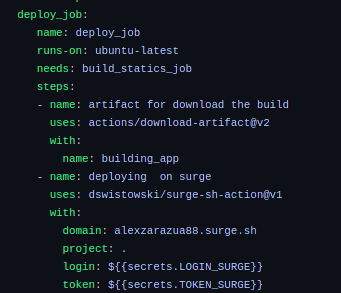 deploy_job:
name: deploy_job
runs-on: ubuntu-latest
needs: build_statics_job
steps:
- name: artifact for download the build
uses: actions/download-artifact@v2
with:
name: building_app
- name: deploying  on surge
uses: dswistowski/surge-sh-action@v1
with:
domain: alexzarazua88.surge.sh
project: .
login: ${{secrets.LOGIN_SURGE}}
token: ${{secrets.TOKEN_SURGE}}